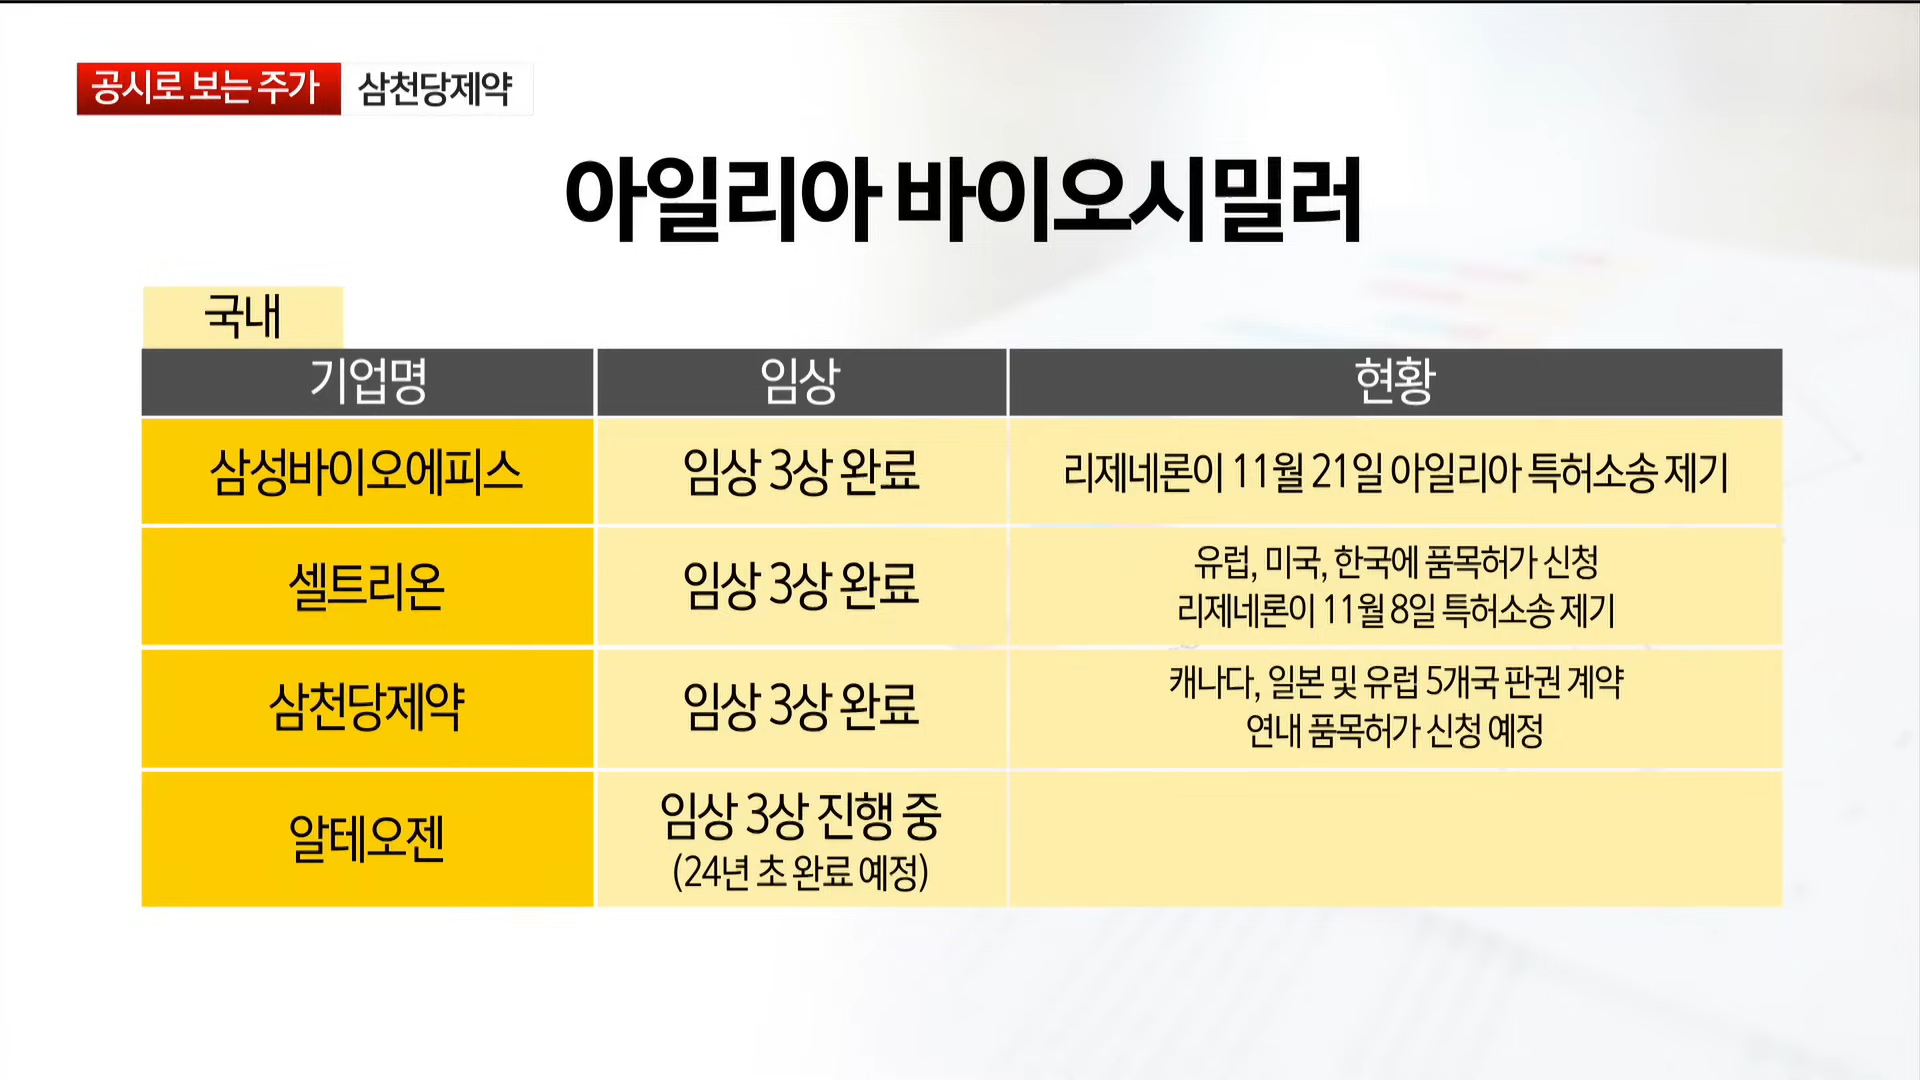 공시로 보는 주가 삼천당제약
아일리아 바이오시밀러
국내
기업명 임상 현황
삼성바이오에피스 임상 3상 완료 리제네론이 11월 21일 아일리아 특허소송 제기
셀트리온 임상 3상 완료 유럽, 미국, 한국에 품목허가 신청
리제네론이 11월 8일 특허소송 제기
삼천당제약 임상 3상 완료 캐나다, 일본 및 유럽 5개국 판권 계약
연내 품목허가 신청 예정
알테오젠 임상 3상 진행 중
(24년 초 완료 예정)